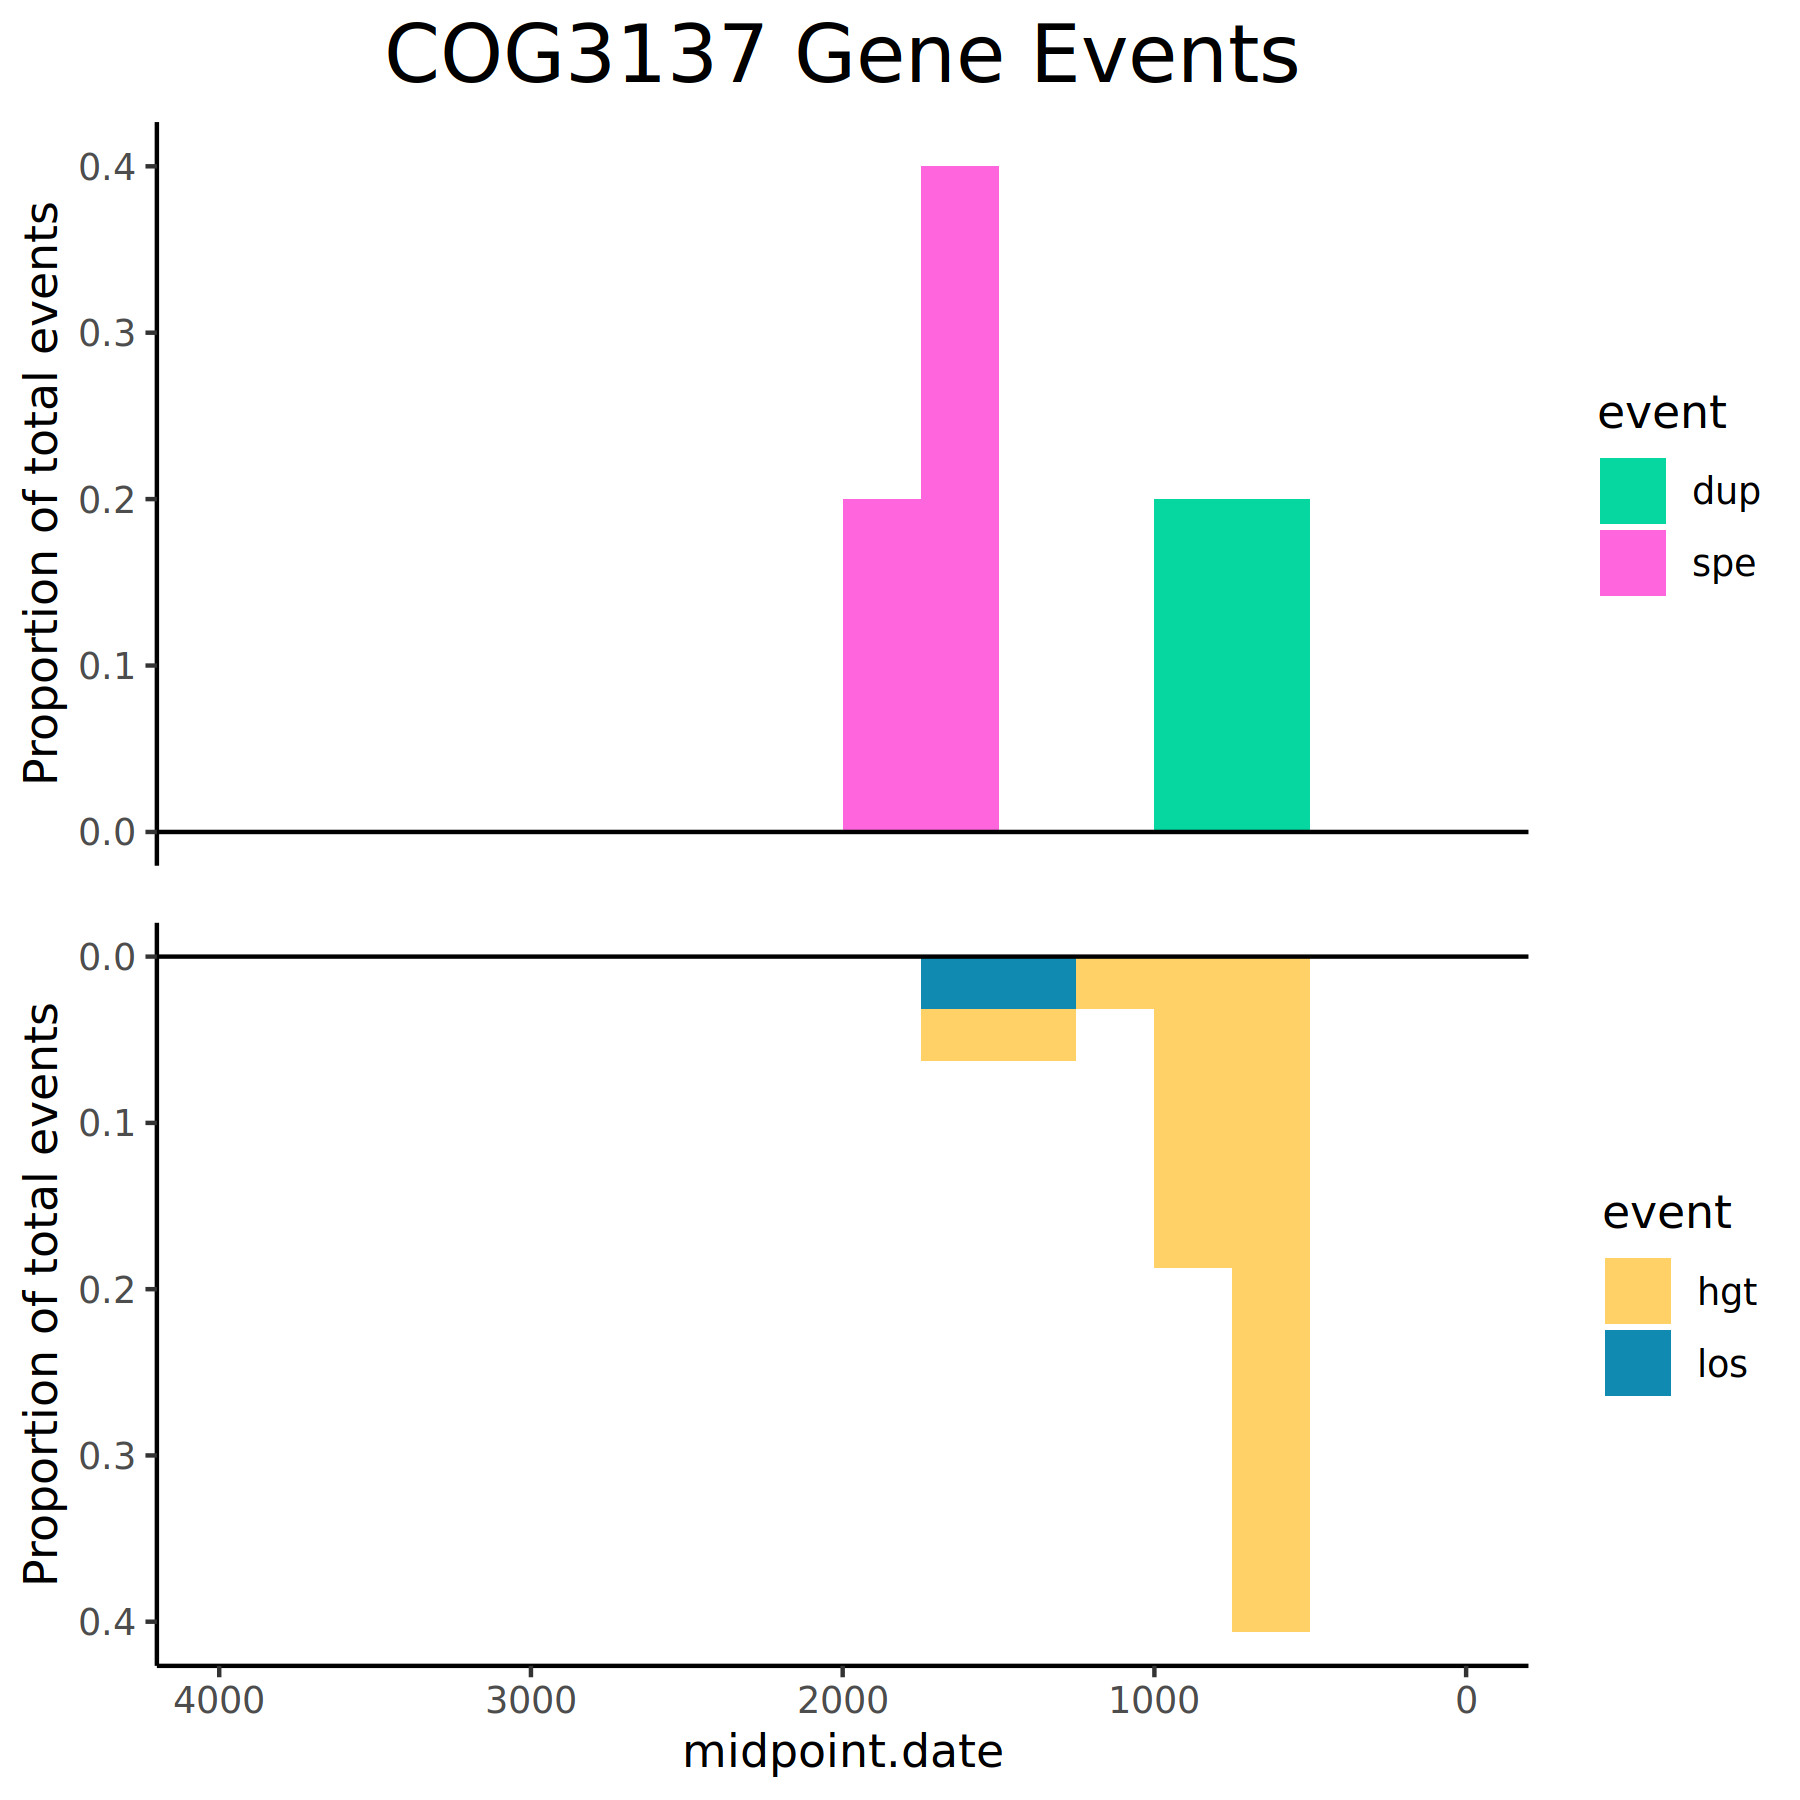 COG3137 Gene Events
Proportion of total events
0.4
0.3
0.2
0.1
0.0
event
dup
spe
Proportion of total events
0.0
0.1
0.2
0.3
0.4
event
hgt
los
4000 3000 2000 1000 0
midpoint.date